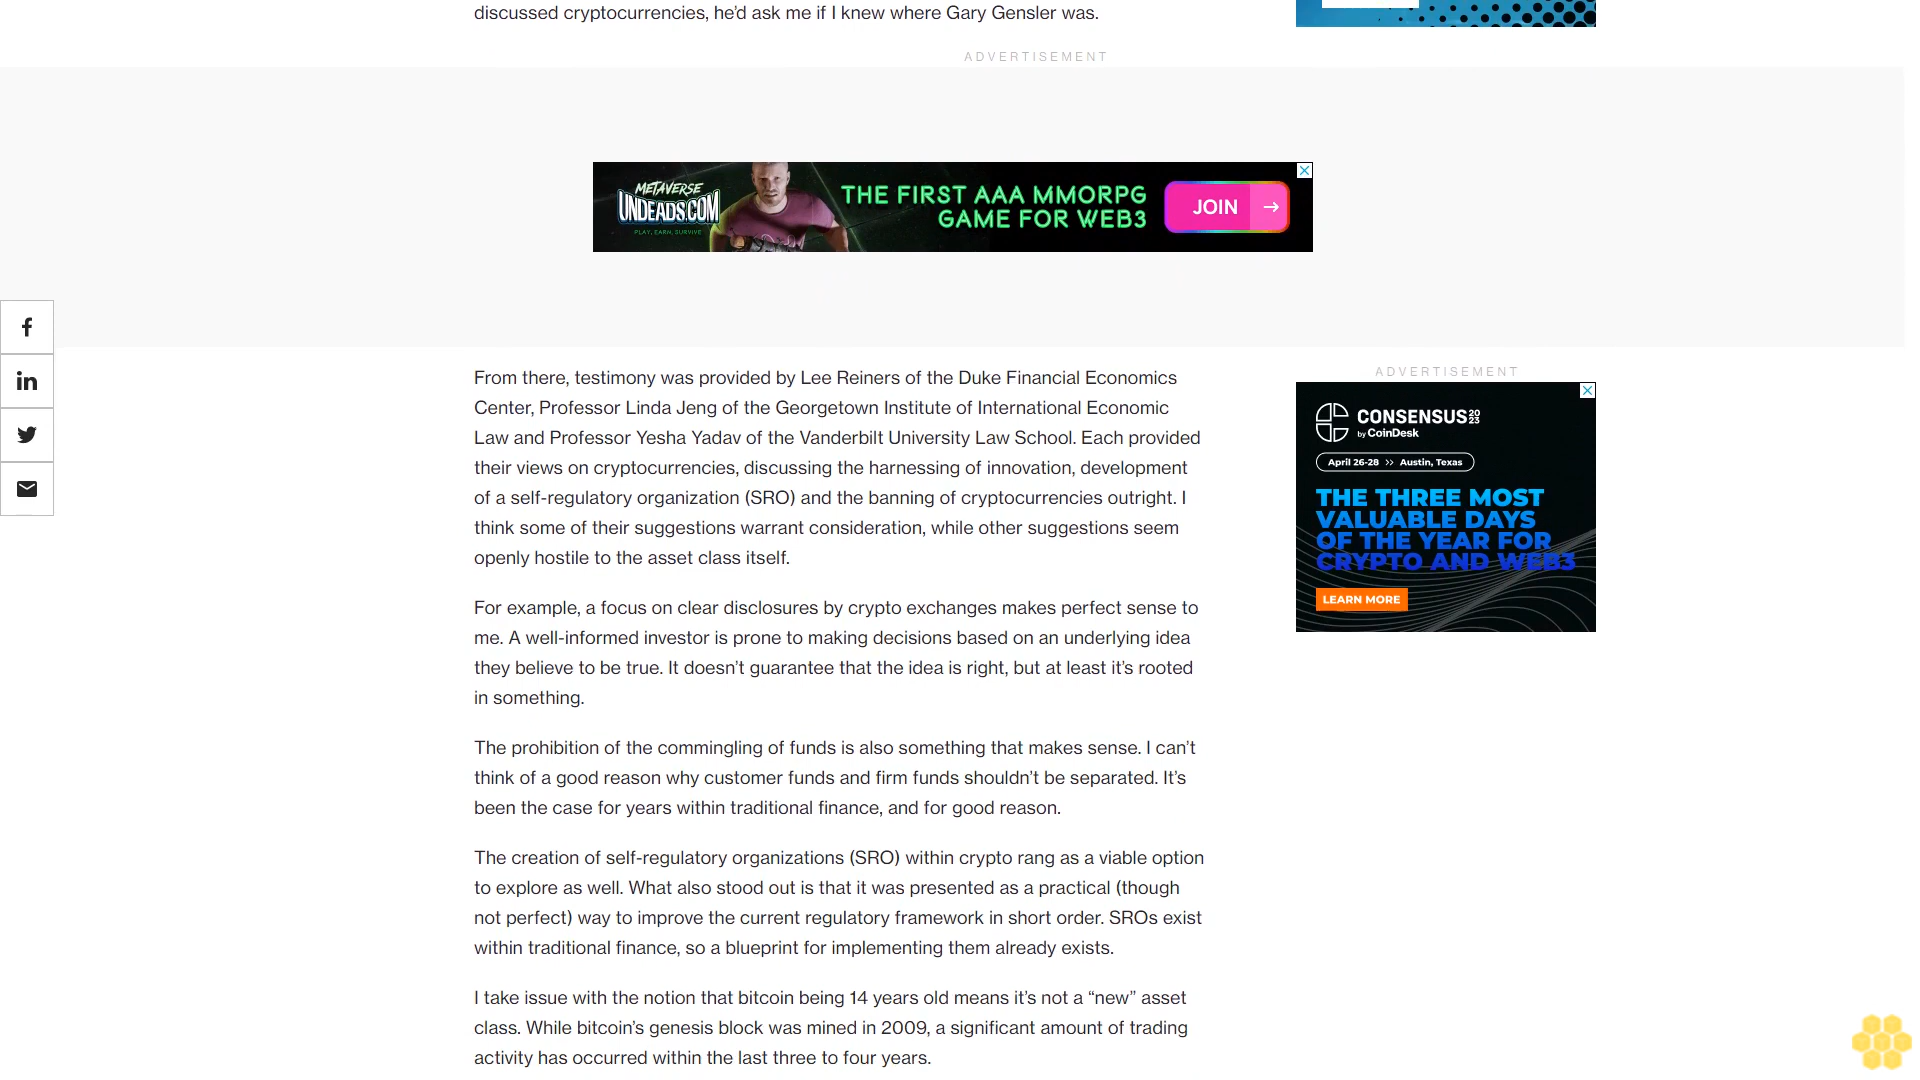 discussed cryptocurrencies, he’d ask me if I knew where Gary Gensler was.
ADVERTISEMENT
METAVERSE
UNDEADS.COM
PLAY, EARN, SURVIVE
THE FIRST AAA MMORPG
GAME FOR WEB3
JOIN →
From there, testimony was provided by Lee Reiners of the Duke Financial Economics
Center, Professor Linda Jeng of the Georgetown Institute of International Economic
Law and Professor Yesha Yadav of the Vanderbilt University Law School. Each provided
their views on cryptocurrencies, discussing the harnessing of innovation, development
of a self-regulatory organization (SRO) and the banning of cryptocurrencies outright. I
think some of their suggestions warrant consideration, while other suggestions seem
openly hostile to the asset class itself.
For example, a focus on clear disclosures by crypto exchanges makes perfect sense to
me. A well-informed investor is prone to making decisions based on an underlying idea
they believe to be true. It doesn’t guarantee that the idea is right, but at least it’s rooted
in something.
The prohibition of the commingling of funds is also something that makes sense. I can’t
think of a good reason why customer funds and firm funds shouldn’t be separated. It’s
been the case for years within traditional finance, and for good reason.
The creation of self-regulatory organizations (SRO) within crypto rang as a viable option
to explore as well. What also stood out is that it was presented as a practical (though
not perfect) way to improve the current regulatory framework in short order. SROs exist
within traditional finance, so a blueprint for implementing them already exists.
I take issue with the notion that bitcoin being 14 years old means it’s not a “new” asset
class. While bitcoin’s genesis block was mined in 2009, a significant amount of trading
activity has occurred within the last three to four years.
ADVERTISEMENT
CONSENSUS 2023
by CoinDesk
April 26-28 >> Austin, Texas
THE THREE MOST
VALUABLE DAYS
OF THE YEAR FOR
CRYPTO AND WEB3
LEARN MORE